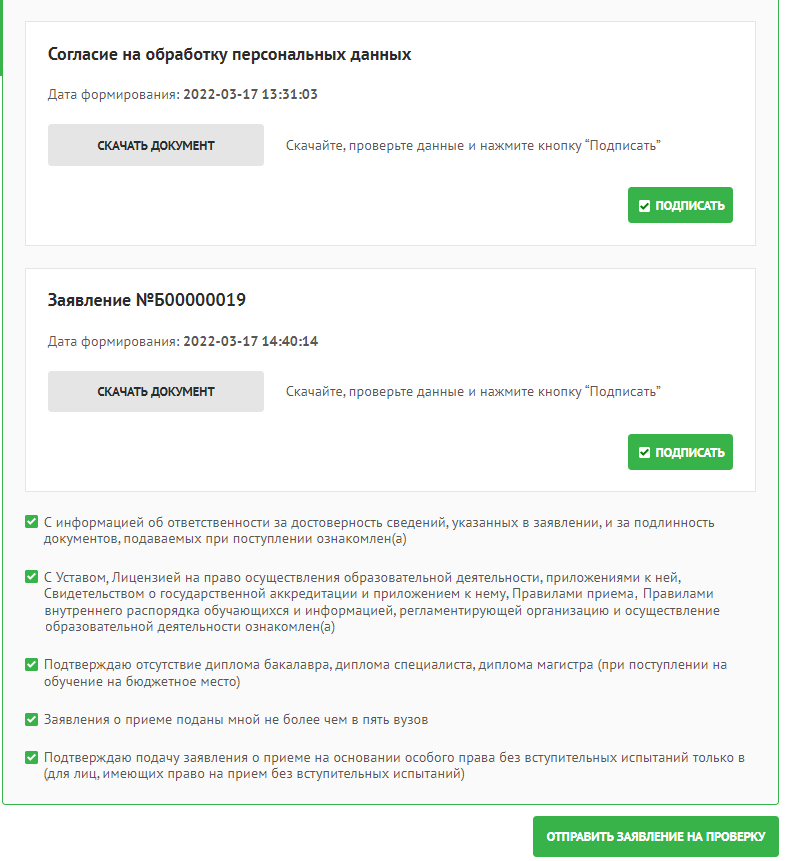 Согласие на обработку персональных данных
Дата формирования: 2022-03-17 13:31:03
СКАЧАТЬ ДОКУМЕНТ Скачайте, проверьте данные и нажмите кнопку “Подписать”
ПОДПИСАТЬ
Заявление №Б00000019
Дата формирования: 2022-03-17 14:40:14
СКАЧАТЬ ДОКУМЕНТ Скачайте, проверьте данные и нажмите кнопку “Подписать”
ПОДПИСАТЬ
С информацией об ответственности за достоверность сведений, указанных в заявлении, и за подлинность
документов, подаваемых при поступлении ознакомлен(а)
С Уставом, Лицензией на право осуществления образовательной деятельности, приложениями к ней,
Свидетельством о государственной аккредитации и приложением к нему, Правилами приема, Правилами
внутреннего распорядка обучающихся и информацией, регламентирующей организацию и осуществление
образовательной деятельности ознакомлен(а)
Подтверждаю отсутствие диплома бакалавра, диплома специалиста, диплома магистра (при поступлении на
обучение на бюджетное место)
Заявления о приеме поданы мной не более чем в пять вузов
Подтверждаю подачу заявления о приеме на основании особого права без вступительных испытаний только в
(для лиц, имеющих право на прием без вступительных испытаний)
ОТПРАВИТЬ ЗАЯВЛЕНИЕ НА ПРОВЕРКУ